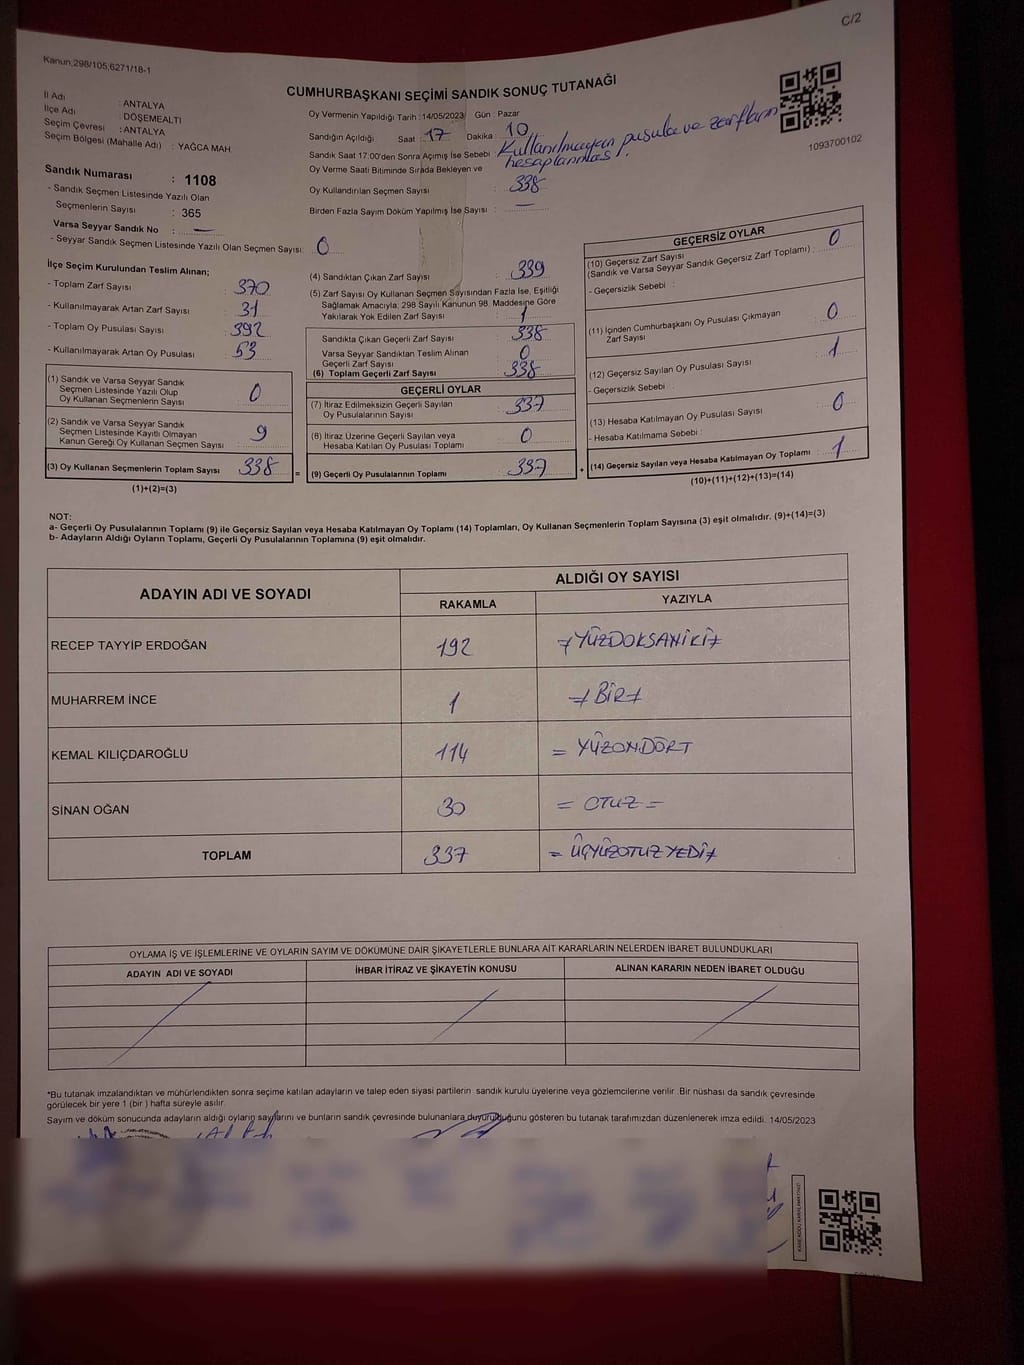 C/2
Kanun,298/105,6271/18-1
CUMHURBAŞKANI SEÇİMİ SANDIK SONUÇ TUTANAĞI
İl Adı : ANTALYA
İlçe Adı : DÖŞEMEALTI
Seçim Çevresi : ANTALYA
Seçim Bölgesi (Mahalle Adı) : YAĞCA MAH.
Sandık Numarası : 1108
- Sandık Seçmen Listesinde Yazılı Olan
Seçmenlerin Sayısı : 365
Varsa Seyyar Sandık No : —
- Seyyar Sandık Seçmen Listesinde Yazılı Olan Seçmen Sayısı: 0
Oy Vermenin Yapıldığı Tarih : 14/05/2023 Gün : Pazar
Sandığın Açıldığı Saat : 17 Dakika : 10
Sandık Saat 17:00'den Sonra Açımış İse Sebebi : Kullanılmayan pusula ve zarfların
hesaplanması.
Oy Verme Saati Bitiminde Sırada Bekleyen ve
Oy Kullandırılan Seçmen Sayısı : 338
Birden Fazla Sayım Döküm Yapılmış İse Sayısı : —
1093700102
İlçe Seçim Kurulundan Teslim Alınan;
- Toplam Zarf Sayısı : 370
- Kullanılmayarak Artan Zarf Sayısı : 31
- Toplam Oy Pusulası Sayısı : 392
- Kullanılmayarak Artan Oy Pusulası : 53
(1) Sandık ve Varsa Seyyar Sandık
Seçmen Listesinde Yazılı Olup
Oy Kullanan Seçmenlerin Sayısı : 0
(2) Sandık ve Varsa Seyyar Sandık
Seçmen Listesinde Kayıtlı Olmayan
Kanun Gereği Oy Kullanan Seçmen Sayısı : 9
(3) Oy Kullanan Seçmenlerin Toplam Sayısı : 338 =
(1)+(2)=(3)
(4) Sandıktan Çıkan Zarf Sayısı : 339
(5) Zarf Sayısı Oy Kullanan Seçmen Sayısından Fazla İse, Eşitliği
Sağlamak Amacıyla, 298 Sayılı Kanunun 98. Maddesine Göre
Yakılarak Yok Edilen Zarf Sayısı : 1
Sandıkta Çıkan Geçerli Zarf Sayısı : 338
Varsa Seyyar Sandıktan Teslim Alınan
Geçerli Zarf Sayısı : 0
(6) Toplam Geçerli Zarf Sayısı : 338
GEÇERLİ OYLAR
(7) İtiraz Edilmeksizin Geçerli Sayılan
Oy Pusulalarının Sayısı : 337
(8) İtiraz Üzerine Geçerli Sayılan veya
Hesaba Katılan Oy Pusulası Toplamı : 0
(9) Geçerli Oy Pusulalarının Toplamı : 337 +
GEÇERSİZ OYLAR
(10) Geçersiz Zarf Sayısı
(Sandık ve Varsa Seyyar Sandık Geçersiz Zarf Toplamı) : 0
- Geçersizlik Sebebi :
(11) İçinden Cumhurbaşkanı Oy Pusulası Çıkmayan
Zarf Sayısı : 0
(12) Geçersiz Sayılan Oy Pusulası Sayısı : 1
- Geçersizlik Sebebi :
(13) Hesaba Katılmayan Oy Pusulası Sayısı : 0
- Hesaba Katılmama Sebebi :
(14) Geçersiz Sayılan veya Hesaba Katılmayan Oy Toplamı : 1
(10)+(11)+(12)+(13)=(14)
NOT:
a- Geçerli Oy Pusulalarının Toplamı (9) ile Geçersiz Sayılan veya Hesaba Katılmayan Oy Toplamı (14) Toplamları, Oy Kullanan Seçmenlerin Toplam Sayısına (3) eşit olmalıdır. (9)+(14)=(3)
b- Adayların Aldığı Oyların Toplamı, Geçerli Oy Pusulalarının Toplamına (9) eşit olmalıdır.
ADAYIN ADI VE SOYADI ALDIĞI OY SAYISI
RAKAMLA YAZIYLA
RECEP TAYYİP ERDOĞAN 192 YÜZDOKSANİKİ
MUHARREM İNCE 1 BİR
KEMAL KILIÇDAROĞLU 114 = YÜZONDÖRT
SİNAN OĞAN 30 = OTUZ =
TOPLAM 337 = ÜÇYÜZOTUZYEDİ
OYLAMA İŞ VE İŞLEMLERİNE VE OYLARIN SAYIM VE DÖKÜMÜNE DAİR ŞİKAYETLERLE BUNLARA AİT KARARLARIN NELERDEN İBARET BULUNDUKLARI
ADAYIN ADI VE SOYADI İHBAR İTİRAZ VE ŞİKAYETİN KONUSU ALINAN KARARIN NEDEN İBARET OLDUĞU
*Bu tutanak imzalandıktan ve mühürlendikten sonra seçime katılan adayların ve talep eden siyasi partilerin sandık kurulu üyelerine veya gözlemcilerine verilir. Bir nüshası da sandık çevresinde
görülecek bir yere 1 (bir ) hafta süreyle asılır.
Sayım ve döküm sonucunda adayların aldığı oyların sayılarını ve bunların sandık çevresinde bulunanlara duyurulduğunu gösteren bu tutanak tarafımızdan düzenlenerek imza edildi. 14/05/2023